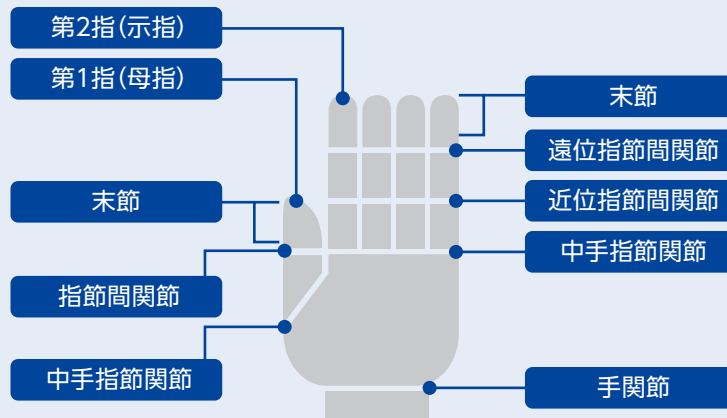 第2指(示指)
第1指(母指)
末節
指節間関節
中手指節関節
末節
遠位指節間関節
近位指節間関節
中手指節関節
手関節